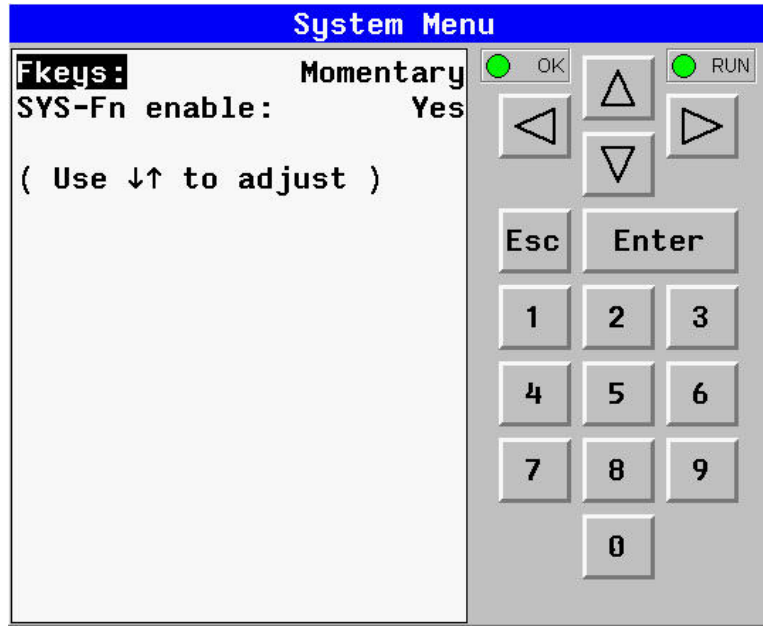 System Menu
Fkeys: Momentary
SYS-Fn enable: Yes
( Use ↓↑ to adjust )
OK
RUN
Esc
Enter
1 2 3
4 5 6
7 8 9
0